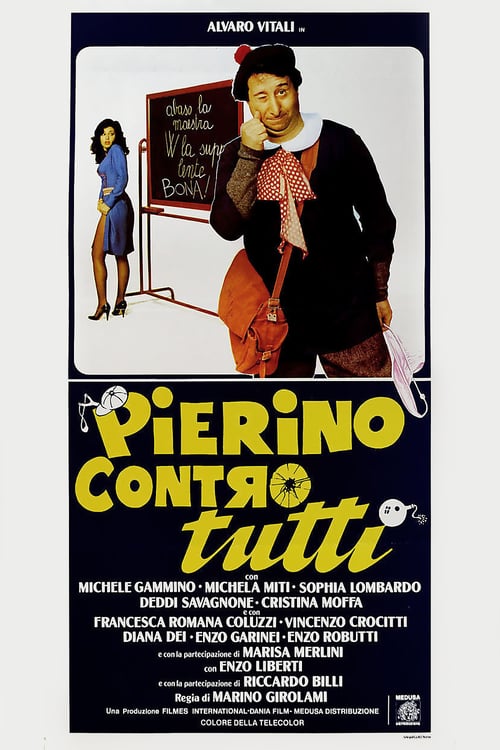 ALVARO VITALI IN
abaso la
maestra
W la supp
lente
BONA!
PIERINO
CONTRO
tutti
con
MICHELE GAMMINO • MICHELA MITI • SOPHIA LOMBARDO
DEDDI SAVAGNONE • CRISTINA MOFFA
e con
FRANCESCA ROMANA COLUZZI • VINCENZO CROCITTI
DIANA DEI • ENZO GARINEI • ENZO ROBUTTI
e con la partecipazione di MARISA MERLINI
con ENZO LIBERTI
e con la partecipazione di RICCARDO BILLI
Regia di MARINO GIROLAMI
Una Produzione FILMES INTERNATIONAL-DANIA FILM- MEDUSA DISTRIBUZIONE
COLORE DELLA TELECOLOR
MEDUSA
DISTRIBUZIONE